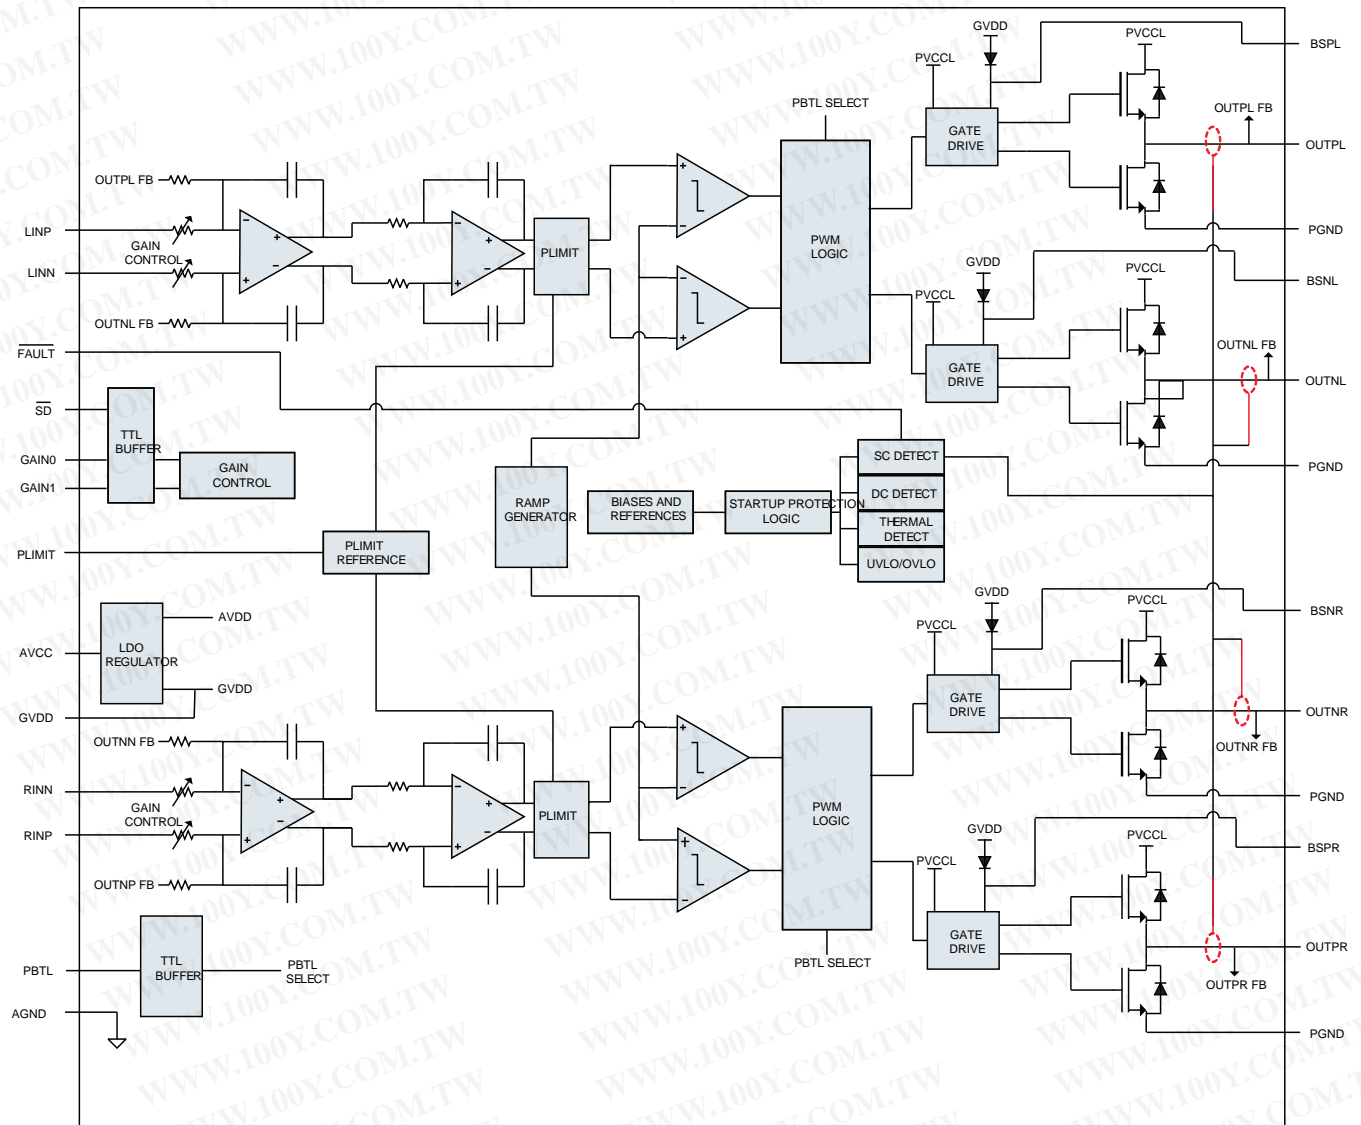 GVDD
PVCCL
BSPL
PVCCL
PBTL SELECT
OUTPL FB
GATE
DRIVE
OUTPL
OUTPL FB
LINP
GAIN
CONTROL
LINN
OUTNL FB
PLIMIT
PWM
LOGIC
PGND
GVDD
PVCCL
BSNL
PVCCL
OUTNL FB
GATE
DRIVE
OUTNL
PGND
FAULT
SD
GAIN0
GAIN1
TTL
BUFFER
GAIN
CONTROL
RAMP
GENERATOR
BIASES AND
REFERENCES
STARTUP PROTECTION
LOGIC
SC DETECT
DC DETECT
THERMAL
DETECT
UVLO/OVLO
PLIMIT
PLIMIT
REFERENCE
AVCC
LDO
REGULATOR
AVDD
GVDD
GVDD
GVDD
PVCCL
PVCCL
BSNR
GATE
DRIVE
OUTNR
OUTNR FB
PGND
OUTNN FB
RINN
GAIN
CONTROL
RINP
OUTNP FB
PLIMIT
PWM
LOGIC
PBTL SELECT
GVDD
PVCCL
PVCCL
BSPR
GATE
DRIVE
OUTPR
OUTPR FB
PGND
PBTL
TTL
BUFFER
PBTL
SELECT
AGND
WWW.100Y.COM.TW